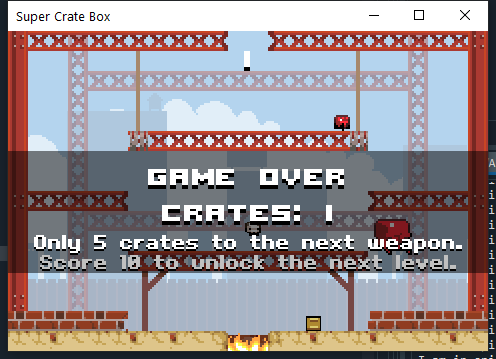 Super Crate Box
1
GAME OVER
CRATES: 1
Only 5 crates to the next weapon.
Score 10 to unlock the next level.